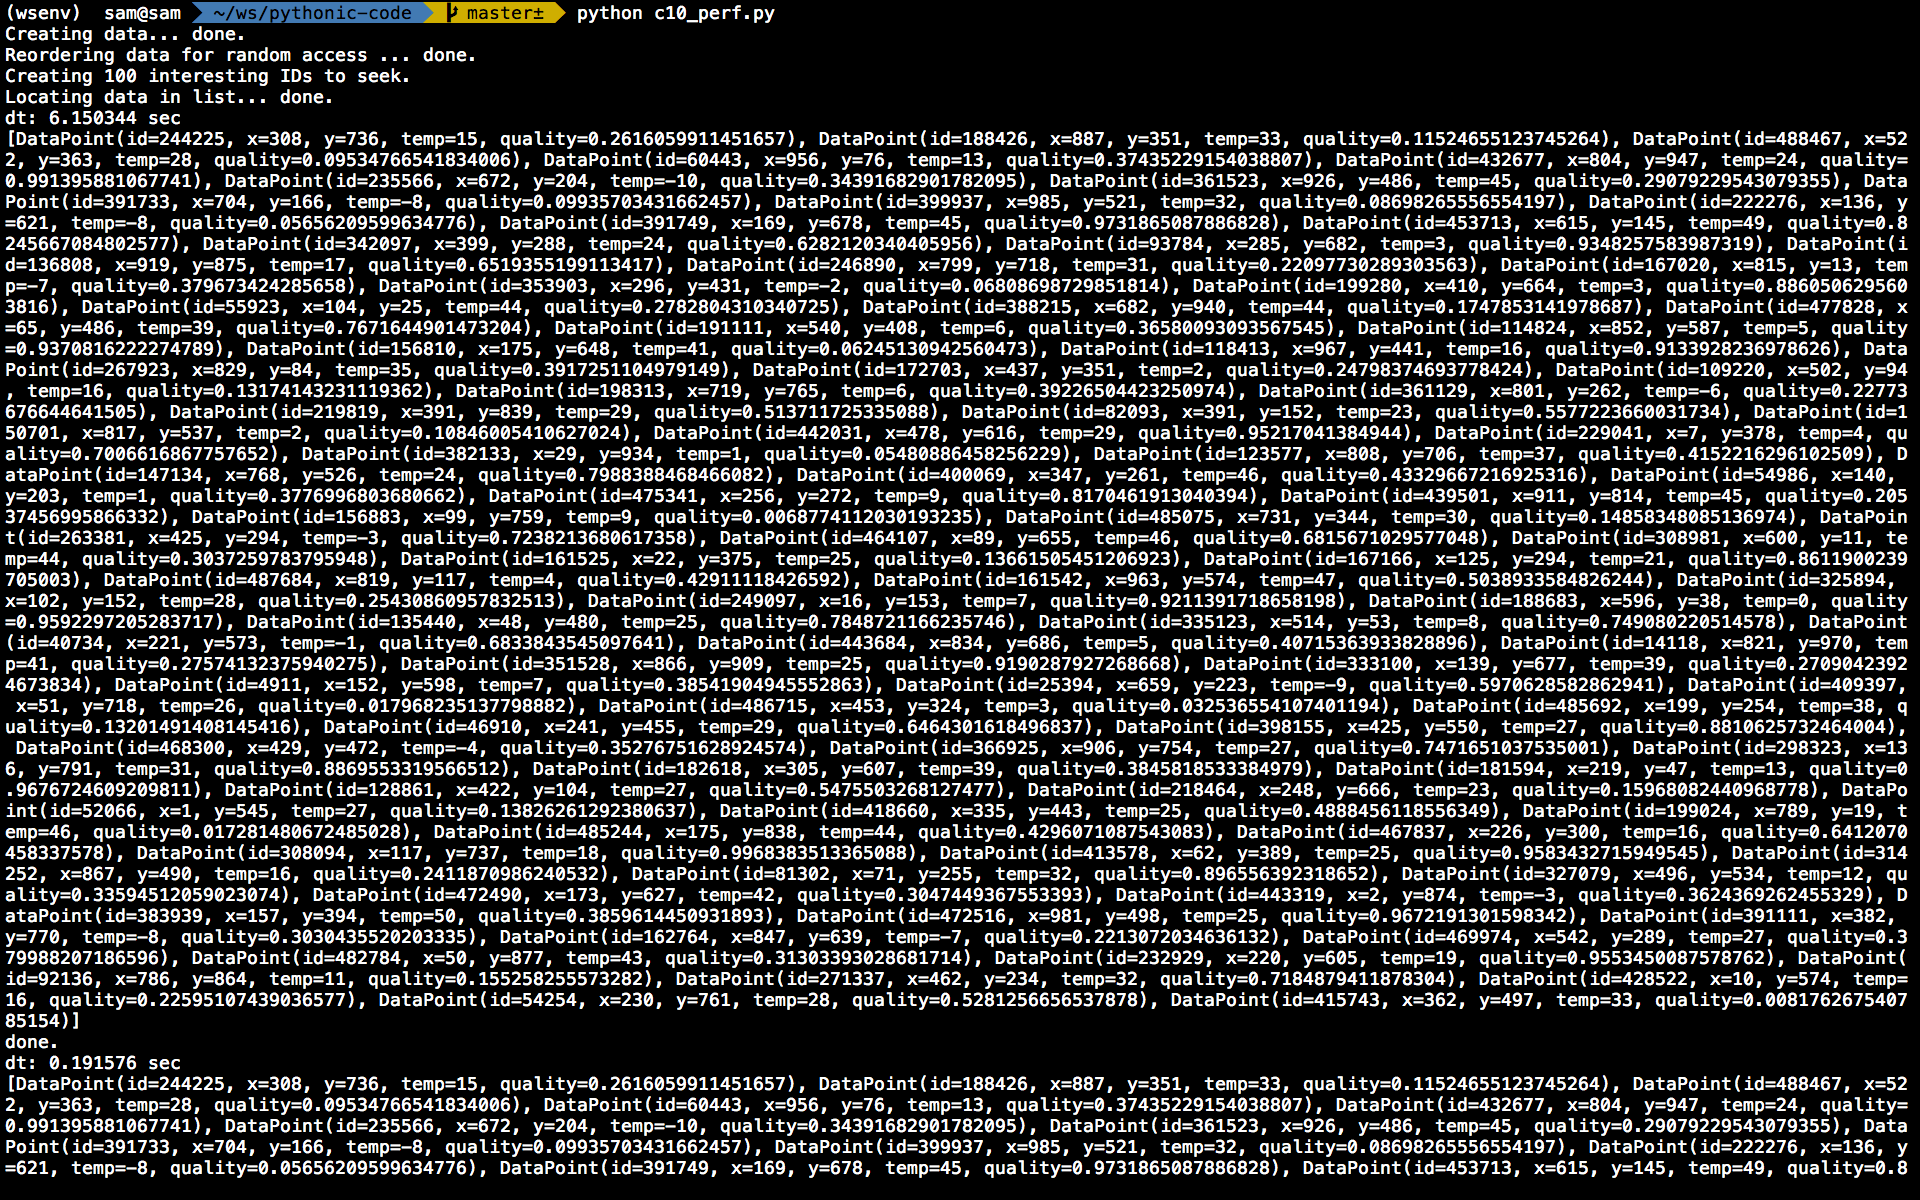 (wsenv)  sam@sam  ~/ws/pythonic-code  master±  python c10_perf.py
Creating data... done.
Reordering data for random access ... done.
Creating 100 interesting IDs to seek.
Locating data in list... done.
dt: 6.150344 sec
[DataPoint(id=244225, x=308, y=736, temp=15, quality=0.2616059911451657), DataPoint(id=188426, x=887, y=351, temp=33, quality=0.11524655123745264), DataPoint(id=488467, x=52
2, y=363, temp=28, quality=0.09534766541834006), DataPoint(id=60443, x=956, y=76, temp=13, quality=0.37435229154038807), DataPoint(id=432677, x=804, y=947, temp=24, quality=
0.991395881067741), DataPoint(id=235566, x=672, y=204, temp=-10, quality=0.34391682901782095), DataPoint(id=361523, x=926, y=486, temp=45, quality=0.29079229543079355), Data
Point(id=391733, x=704, y=166, temp=-8, quality=0.09935703431662457), DataPoint(id=399937, x=985, y=521, temp=32, quality=0.08698265556554197), DataPoint(id=222276, x=136, y
=621, temp=-8, quality=0.05656209599634776), DataPoint(id=391749, x=169, y=678, temp=45, quality=0.9731865087886828), DataPoint(id=453713, x=615, y=145, temp=49, quality=0.8
245667084802577), DataPoint(id=342097, x=399, y=288, temp=24, quality=0.6282120340405956), DataPoint(id=93784, x=285, y=682, temp=3, quality=0.9348257583987319), DataPoint(i
d=136808, x=919, y=875, temp=17, quality=0.6519355199113417), DataPoint(id=246890, x=799, y=718, temp=31, quality=0.22097730289303563), DataPoint(id=167020, x=815, y=13, tem
p=-7, quality=0.379673424285658), DataPoint(id=353903, x=296, y=431, temp=-2, quality=0.06808698729851814), DataPoint(id=199280, x=410, y=664, temp=3, quality=0.886050629560
3816), DataPoint(id=55923, x=104, y=25, temp=44, quality=0.2782804310340725), DataPoint(id=388215, x=682, y=940, temp=44, quality=0.1747853141978687), DataPoint(id=477828, x
=65, y=486, temp=39, quality=0.7671644901473204), DataPoint(id=191111, x=540, y=408, temp=6, quality=0.36580093093567545), DataPoint(id=114824, x=852, y=587, temp=5, quality
=0.9370816222274789), DataPoint(id=156810, x=175, y=648, temp=41, quality=0.06245130942560473), DataPoint(id=118413, x=967, y=441, temp=16, quality=0.9133928236978626), Data
Point(id=267923, x=829, y=84, temp=35, quality=0.3917251104979149), DataPoint(id=172703, x=437, y=351, temp=2, quality=0.24798374693778424), DataPoint(id=109220, x=502, y=94
, temp=16, quality=0.13174143231119362), DataPoint(id=198313, x=719, y=765, temp=6, quality=0.39226504423250974), DataPoint(id=361129, x=801, y=262, temp=-6, quality=0.22773
676644641505), DataPoint(id=219819, x=391, y=839, temp=29, quality=0.513711725335088), DataPoint(id=82093, x=391, y=152, temp=23, quality=0.5577223660031734), DataPoint(id=1
50701, x=817, y=537, temp=2, quality=0.10846005410627024), DataPoint(id=442031, x=478, y=616, temp=29, quality=0.95217041384944), DataPoint(id=229041, x=7, y=378, temp=4, qu
ality=0.7006616867757652), DataPoint(id=382133, x=29, y=934, temp=1, quality=0.05480886458256229), DataPoint(id=123577, x=808, y=706, temp=37, quality=0.4152216296102509), D
ataPoint(id=147134, x=768, y=526, temp=24, quality=0.7988388468466082), DataPoint(id=400069, x=347, y=261, temp=46, quality=0.43329667216925316), DataPoint(id=54986, x=140,
y=203, temp=1, quality=0.3776996803680662), DataPoint(id=475341, x=256, y=272, temp=9, quality=0.8170461913040394), DataPoint(id=439501, x=911, y=814, temp=45, quality=0.205
37456995866332), DataPoint(id=156883, x=99, y=759, temp=9, quality=0.0068774112030193235), DataPoint(id=485075, x=731, y=344, temp=30, quality=0.14858348085136974), DataPoin
t(id=263381, x=425, y=294, temp=-3, quality=0.7238213680617358), DataPoint(id=464107, x=89, y=655, temp=46, quality=0.6815671029577048), DataPoint(id=308981, x=600, y=11, te
mp=44, quality=0.3037259783795948), DataPoint(id=161525, x=22, y=375, temp=25, quality=0.13661505451206923), DataPoint(id=167166, x=125, y=294, temp=21, quality=0.8611900239
705003), DataPoint(id=487684, x=819, y=117, temp=4, quality=0.42911118426592), DataPoint(id=161542, x=963, y=574, temp=47, quality=0.5038933584826244), DataPoint(id=325894,
x=102, y=152, temp=28, quality=0.25430860957832513), DataPoint(id=249097, x=16, y=153, temp=7, quality=0.9211391718658198), DataPoint(id=188683, x=596, y=38, temp=0, quality
=0.9592297205283717), DataPoint(id=135440, x=48, y=480, temp=25, quality=0.7848721166235746), DataPoint(id=335123, x=514, y=53, temp=8, quality=0.749080220514578), DataPoint
(id=40734, x=221, y=573, temp=-1, quality=0.6833843545097641), DataPoint(id=443684, x=834, y=686, temp=5, quality=0.40715363933828896), DataPoint(id=14118, x=821, y=970, tem
p=41, quality=0.27574132375940275), DataPoint(id=351528, x=866, y=909, temp=25, quality=0.9190287927268668), DataPoint(id=333100, x=139, y=677, temp=39, quality=0.2709042392
4673834), DataPoint(id=4911, x=152, y=598, temp=7, quality=0.38541904945552863), DataPoint(id=25394, x=659, y=223, temp=-9, quality=0.5970628582862941), DataPoint(id=409397,
 x=51, y=718, temp=26, quality=0.017968235137798882), DataPoint(id=486715, x=453, y=324, temp=3, quality=0.032536554107401194), DataPoint(id=485692, x=199, y=254, temp=38, q
uality=0.13201491408145416), DataPoint(id=46910, x=241, y=455, temp=29, quality=0.6464301618496837), DataPoint(id=398155, x=425, y=550, temp=27, quality=0.8810625732464004),
 DataPoint(id=468300, x=429, y=472, temp=-4, quality=0.35276751628924574), DataPoint(id=366925, x=906, y=754, temp=27, quality=0.7471651037535001), DataPoint(id=298323, x=13
6, y=791, temp=31, quality=0.8869553319566512), DataPoint(id=182618, x=305, y=607, temp=39, quality=0.3845818533384979), DataPoint(id=181594, x=219, y=47, temp=13, quality=0
.9676724609209811), DataPoint(id=128861, x=422, y=104, temp=27, quality=0.5475503268127477), DataPoint(id=218464, x=248, y=666, temp=23, quality=0.15968082440968778), DataPo
int(id=52066, x=1, y=545, temp=27, quality=0.13826261292380637), DataPoint(id=418660, x=335, y=443, temp=25, quality=0.4888456118556349), DataPoint(id=199024, x=789, y=19, t
emp=46, quality=0.017281480672485028), DataPoint(id=485244, x=175, y=838, temp=44, quality=0.4296071087543083), DataPoint(id=467837, x=226, y=300, temp=16, quality=0.6412070
458337578), DataPoint(id=308094, x=117, y=737, temp=18, quality=0.9968383513365088), DataPoint(id=413578, x=62, y=389, temp=25, quality=0.9583432715949545), DataPoint(id=314
252, x=867, y=490, temp=16, quality=0.2411870986240532), DataPoint(id=81302, x=71, y=255, temp=32, quality=0.896556392318652), DataPoint(id=327079, x=496, y=534, temp=12, qu
ality=0.33594512059023074), DataPoint(id=472490, x=173, y=627, temp=42, quality=0.3047449367553393), DataPoint(id=443319, x=2, y=874, temp=-3, quality=0.3624369262455329), D
ataPoint(id=383939, x=157, y=394, temp=50, quality=0.3859614450931893), DataPoint(id=472516, x=981, y=498, temp=25, quality=0.9672191301598342), DataPoint(id=391111, x=382,
y=770, temp=-8, quality=0.3030435520203335), DataPoint(id=162764, x=847, y=639, temp=-7, quality=0.2213072034636132), DataPoint(id=469974, x=542, y=289, temp=27, quality=0.3
79988207186596), DataPoint(id=482784, x=50, y=877, temp=43, quality=0.31303393028681714), DataPoint(id=232929, x=220, y=605, temp=19, quality=0.9553450087578762), DataPoint(
id=92136, x=786, y=864, temp=11, quality=0.155258255573282), DataPoint(id=271337, x=462, y=234, temp=32, quality=0.7184879411878304), DataPoint(id=428522, x=10, y=574, temp=
16, quality=0.22595107439036577), DataPoint(id=54254, x=230, y=761, temp=28, quality=0.5281256656537878), DataPoint(id=415743, x=362, y=497, temp=33, quality=0.0081762675407
85154)]
done.
dt: 0.191576 sec
[DataPoint(id=244225, x=308, y=736, temp=15, quality=0.2616059911451657), DataPoint(id=188426, x=887, y=351, temp=33, quality=0.11524655123745264), DataPoint(id=488467, x=52
2, y=363, temp=28, quality=0.09534766541834006), DataPoint(id=60443, x=956, y=76, temp=13, quality=0.37435229154038807), DataPoint(id=432677, x=804, y=947, temp=24, quality=
0.991395881067741), DataPoint(id=235566, x=672, y=204, temp=-10, quality=0.34391682901782095), DataPoint(id=361523, x=926, y=486, temp=45, quality=0.29079229543079355), Data
Point(id=391733, x=704, y=166, temp=-8, quality=0.09935703431662457), DataPoint(id=399937, x=985, y=521, temp=32, quality=0.08698265556554197), DataPoint(id=222276, x=136, y
=621, temp=-8, quality=0.05656209599634776), DataPoint(id=391749, x=169, y=678, temp=45, quality=0.9731865087886828), DataPoint(id=453713, x=615, y=145, temp=49, quality=0.8